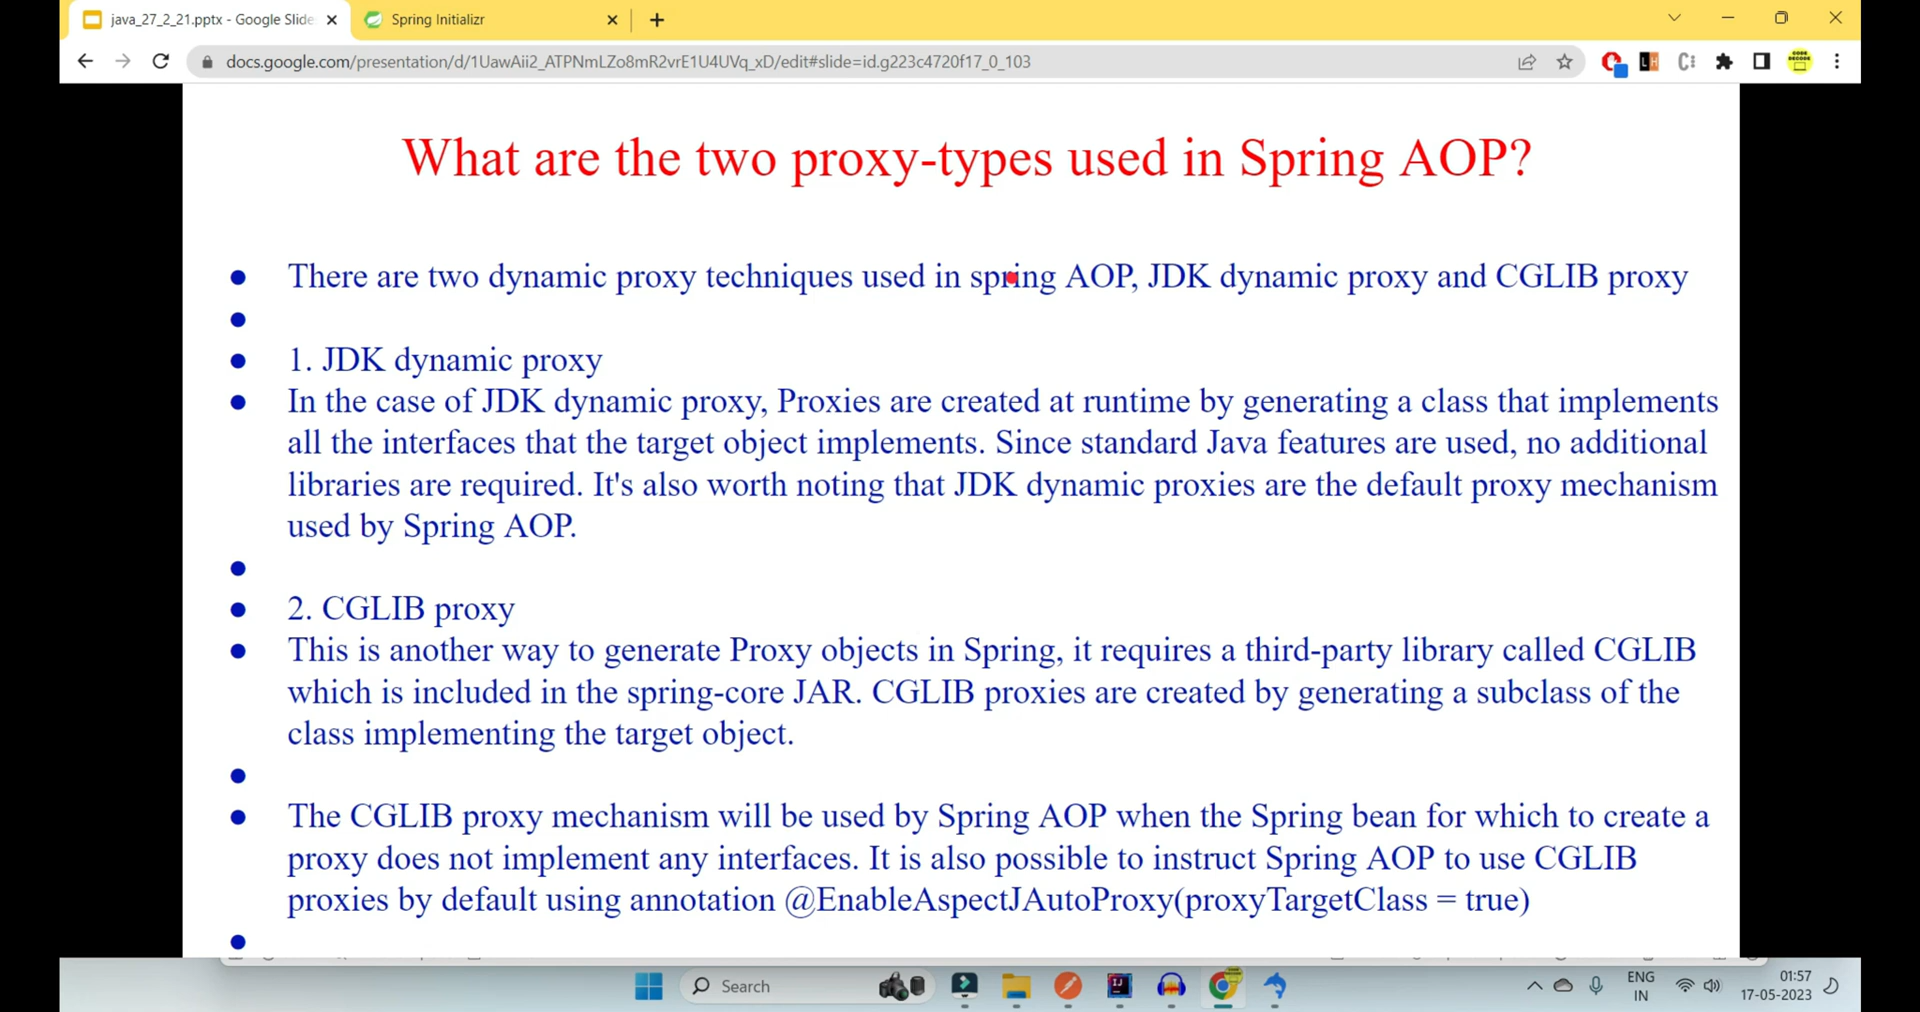 java_27_2_21.pptx - Google Slide
Spring Initializr
docs.google.com/presentation/d/1UawAii2_ATPNmLZo8mR2vrE1U4UVq_xD/edit#slide=id.g223c4720f17_0_103
What are the two proxy-types used in Spring AOP?
There are two dynamic proxy techniques used in spring AOP, JDK dynamic proxy and CGLIB proxy
1. JDK dynamic proxy
In the case of JDK dynamic proxy, Proxies are created at runtime by generating a class that implements
all the interfaces that the target object implements. Since standard Java features are used, no additional
libraries are required. It's also worth noting that JDK dynamic proxies are the default proxy mechanism
used by Spring AOP.
2. CGLIB proxy
This is another way to generate Proxy objects in Spring, it requires a third-party library called CGLIB
which is included in the spring-core JAR. CGLIB proxies are created by generating a subclass of the
class implementing the target object.
The CGLIB proxy mechanism will be used by Spring AOP when the Spring bean for which to create a
proxy does not implement any interfaces. It is also possible to instruct Spring AOP to use CGLIB
proxies by default using annotation @EnableAspectJAutoProxy(proxyTargetClass = true)
Search
ENG
IN
01:57
17-05-2023